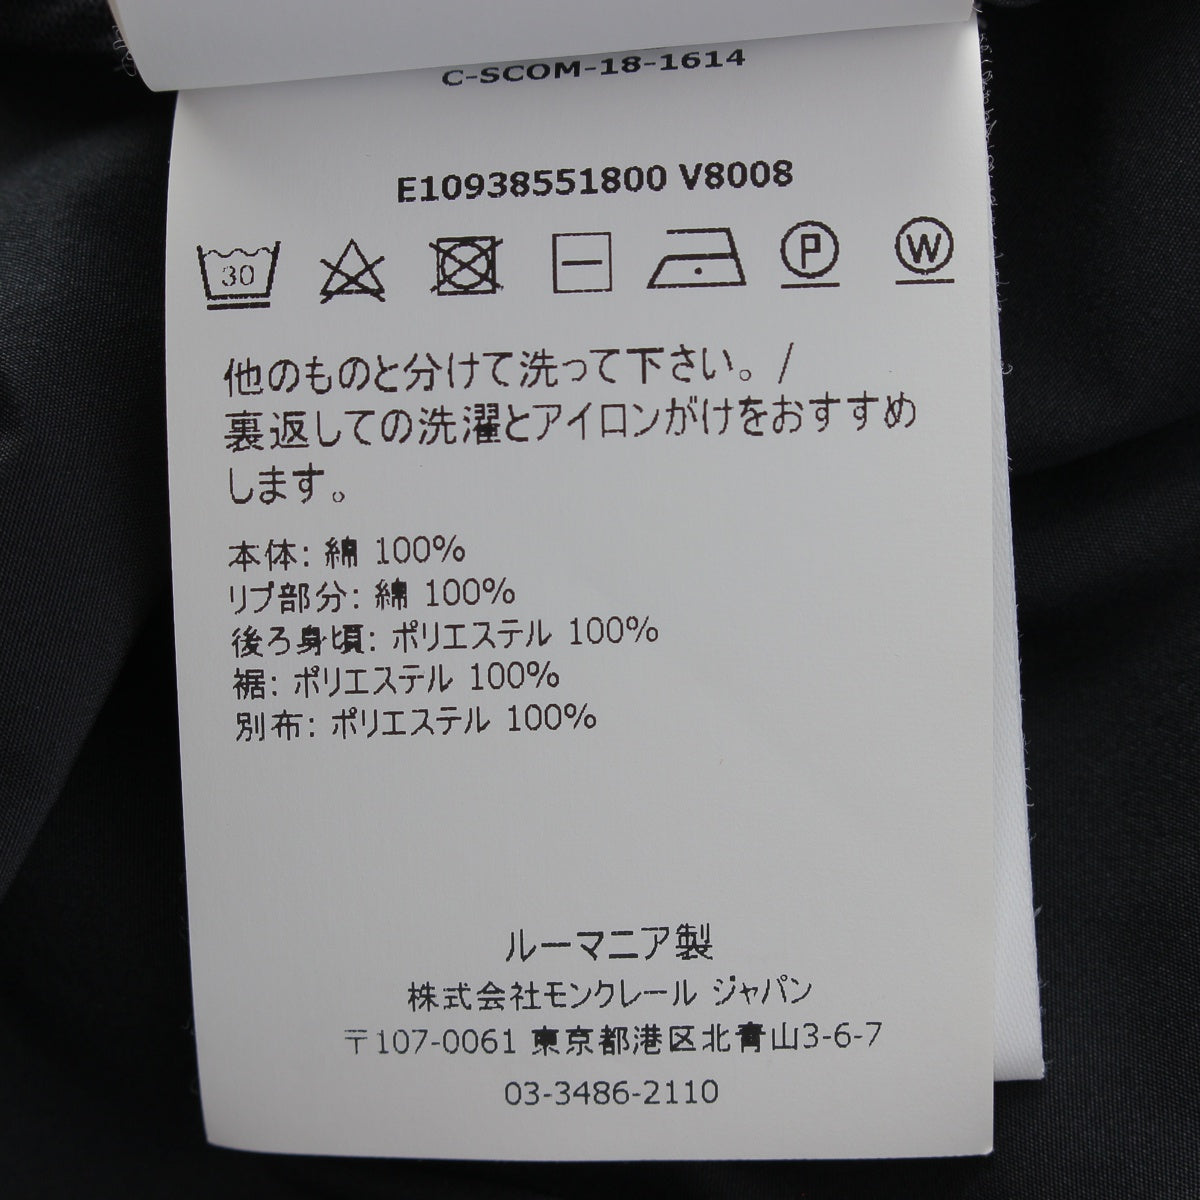 C-SCOM-18-1614
E10938551800 V8008
30 P W
他のものと分けて洗って下さい。/
裏返しての洗濯とアイロンがけをおすすめ
します。
本体: 綿 100%
リブ部分: 綿 100%
後ろ身頃: ポリエステル 100%
裾: ポリエステル 100%
別布: ポリエステル 100%
ルーマニア製
株式会社モンクレール ジャパン
〒107-0061 東京都港区北青山3-6-7
03-3486-2110